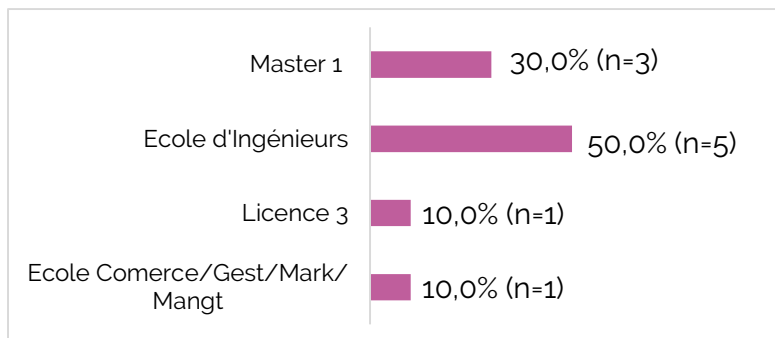 Master 1 30,0% (n=3)
Ecole d'Ingénieurs 50,0% (n=5)
Licence 3 10,0% (n=1)
Ecole Comerce/Gest/Mark/
Mangt 10,0% (n=1)